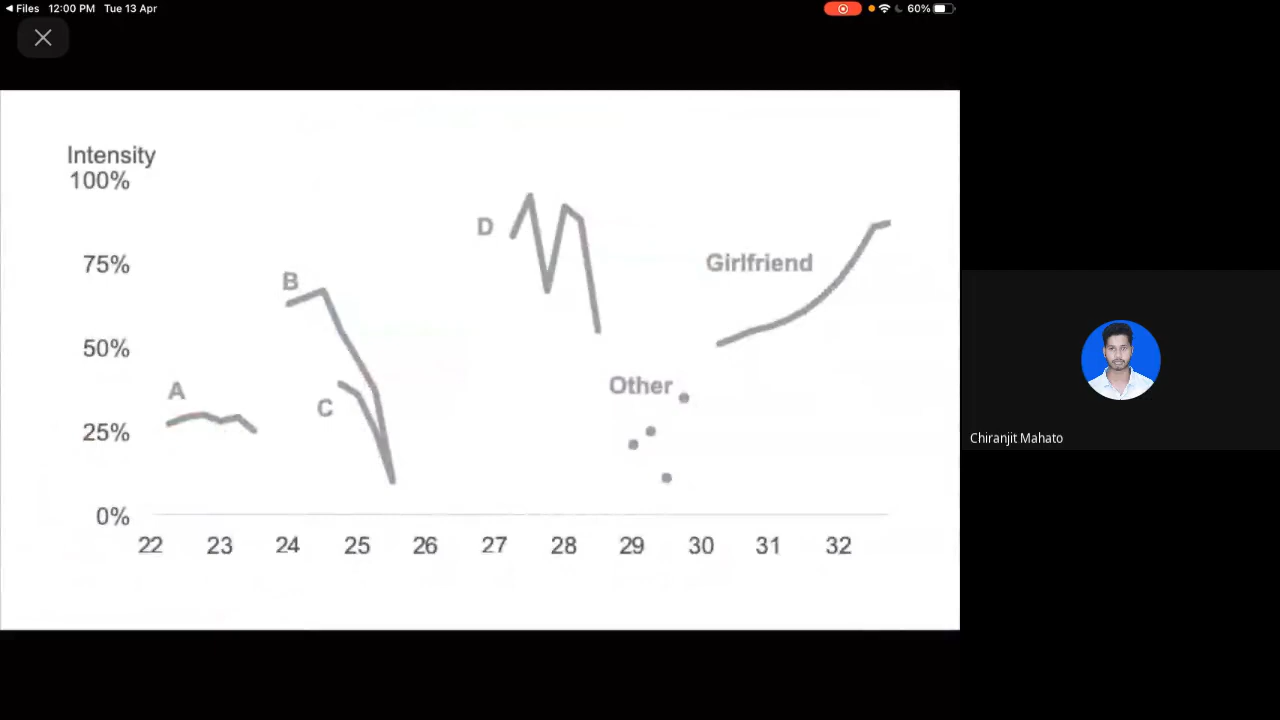 Files 12:00 PM Tue 13 Apr 60%
Intensity
100%
75%
50%
25%
0%
A
B
C
D
Other
Girlfriend
22 23 24 25 26 27 28 29 30 31 32
Chiranjit Mahato